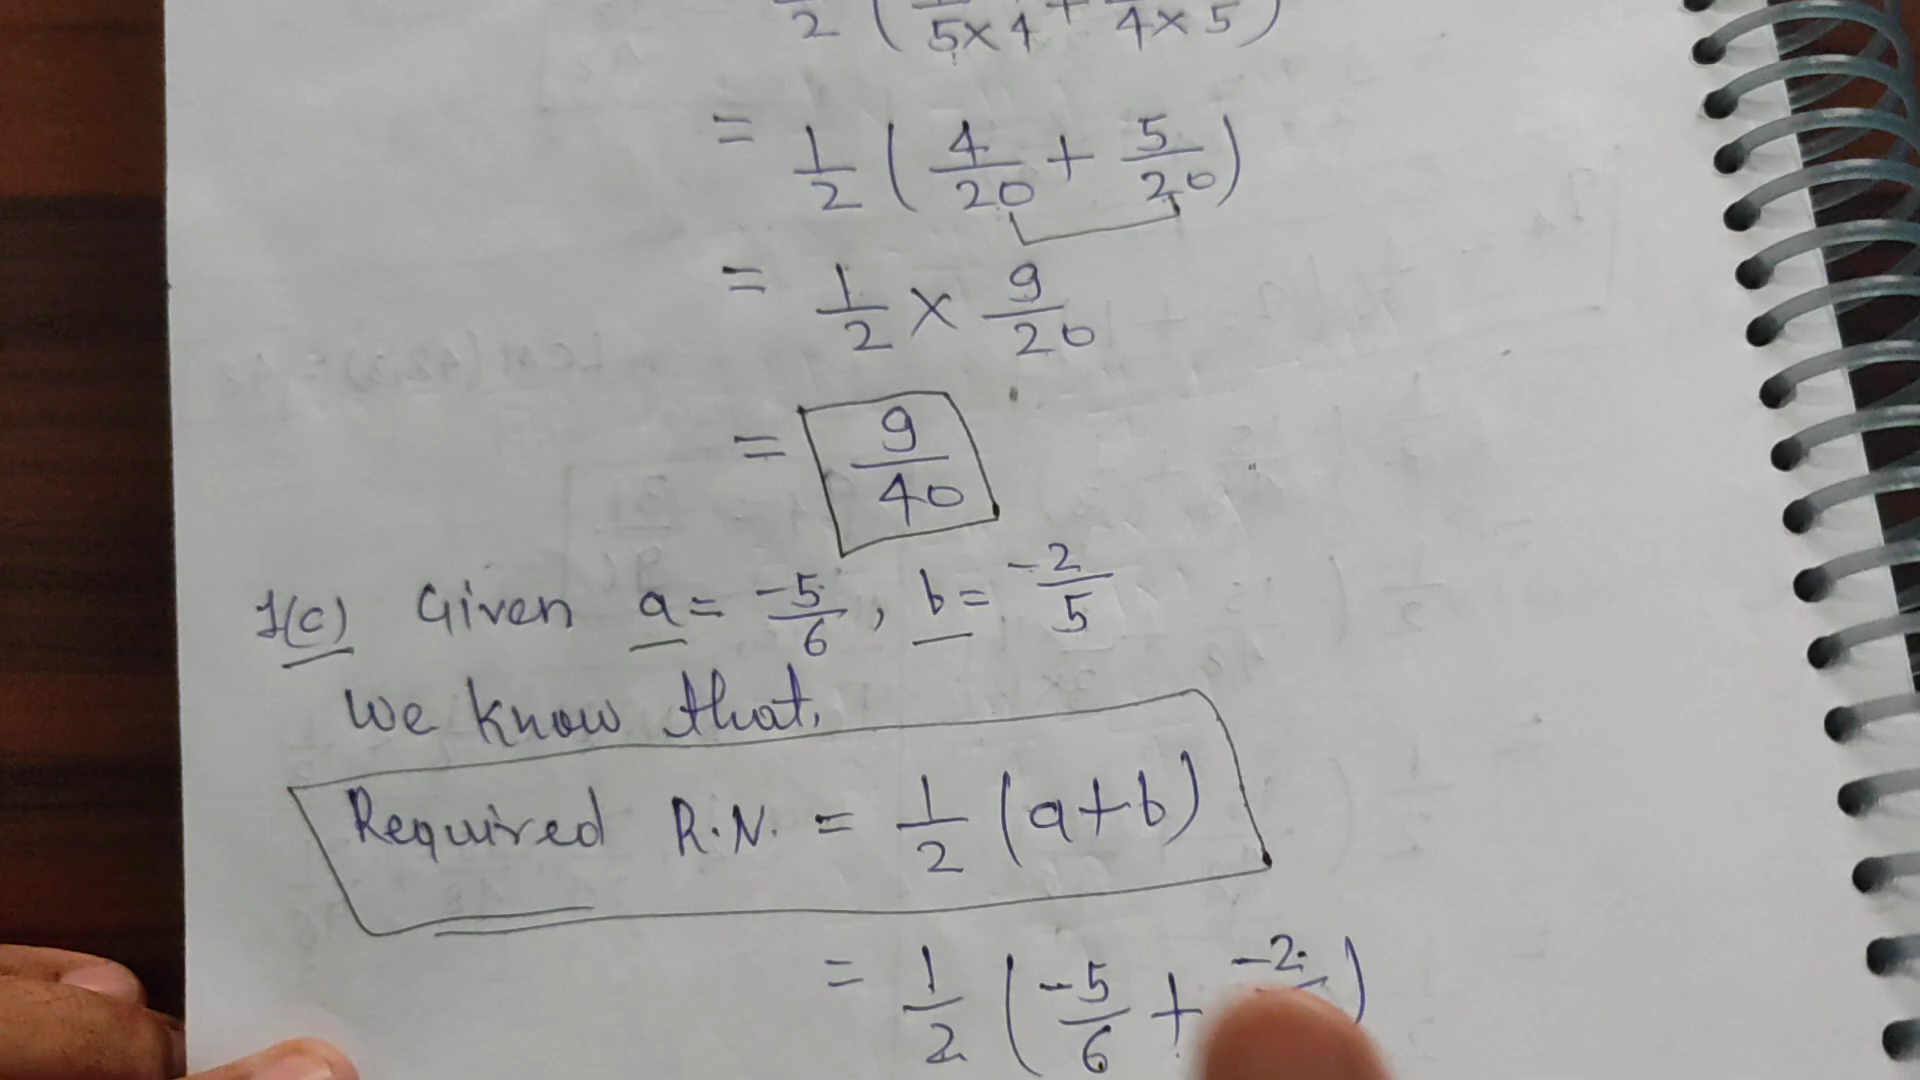 1/2 ( /5×4 + /4×5 )
= 1/2 ( 4/20 + 5/20 )
= 1/2 × 9/20
= 9/40
1(c) Given a = -5/6, b = -2/5
We know that,
Required R.N. = 1/2 (a+b)
= 1/2 ( -5/6 + -2 )